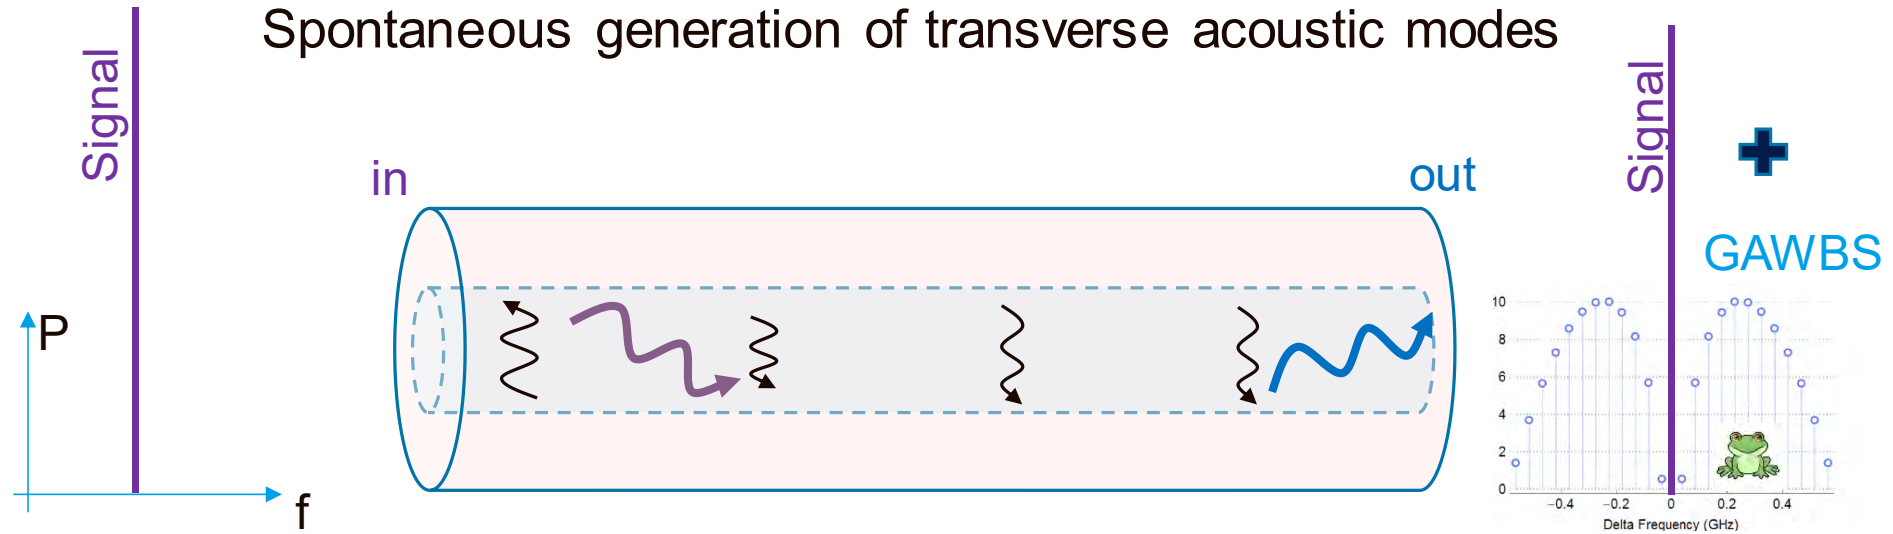 Spontaneous generation of transverse acoustic modes
Signal
P
f
in
out
Signal
GAWBS
10
8
6
4
2
0
−0.4 −0.2 0 0.2 0.4
Delta Frequency (GHz)